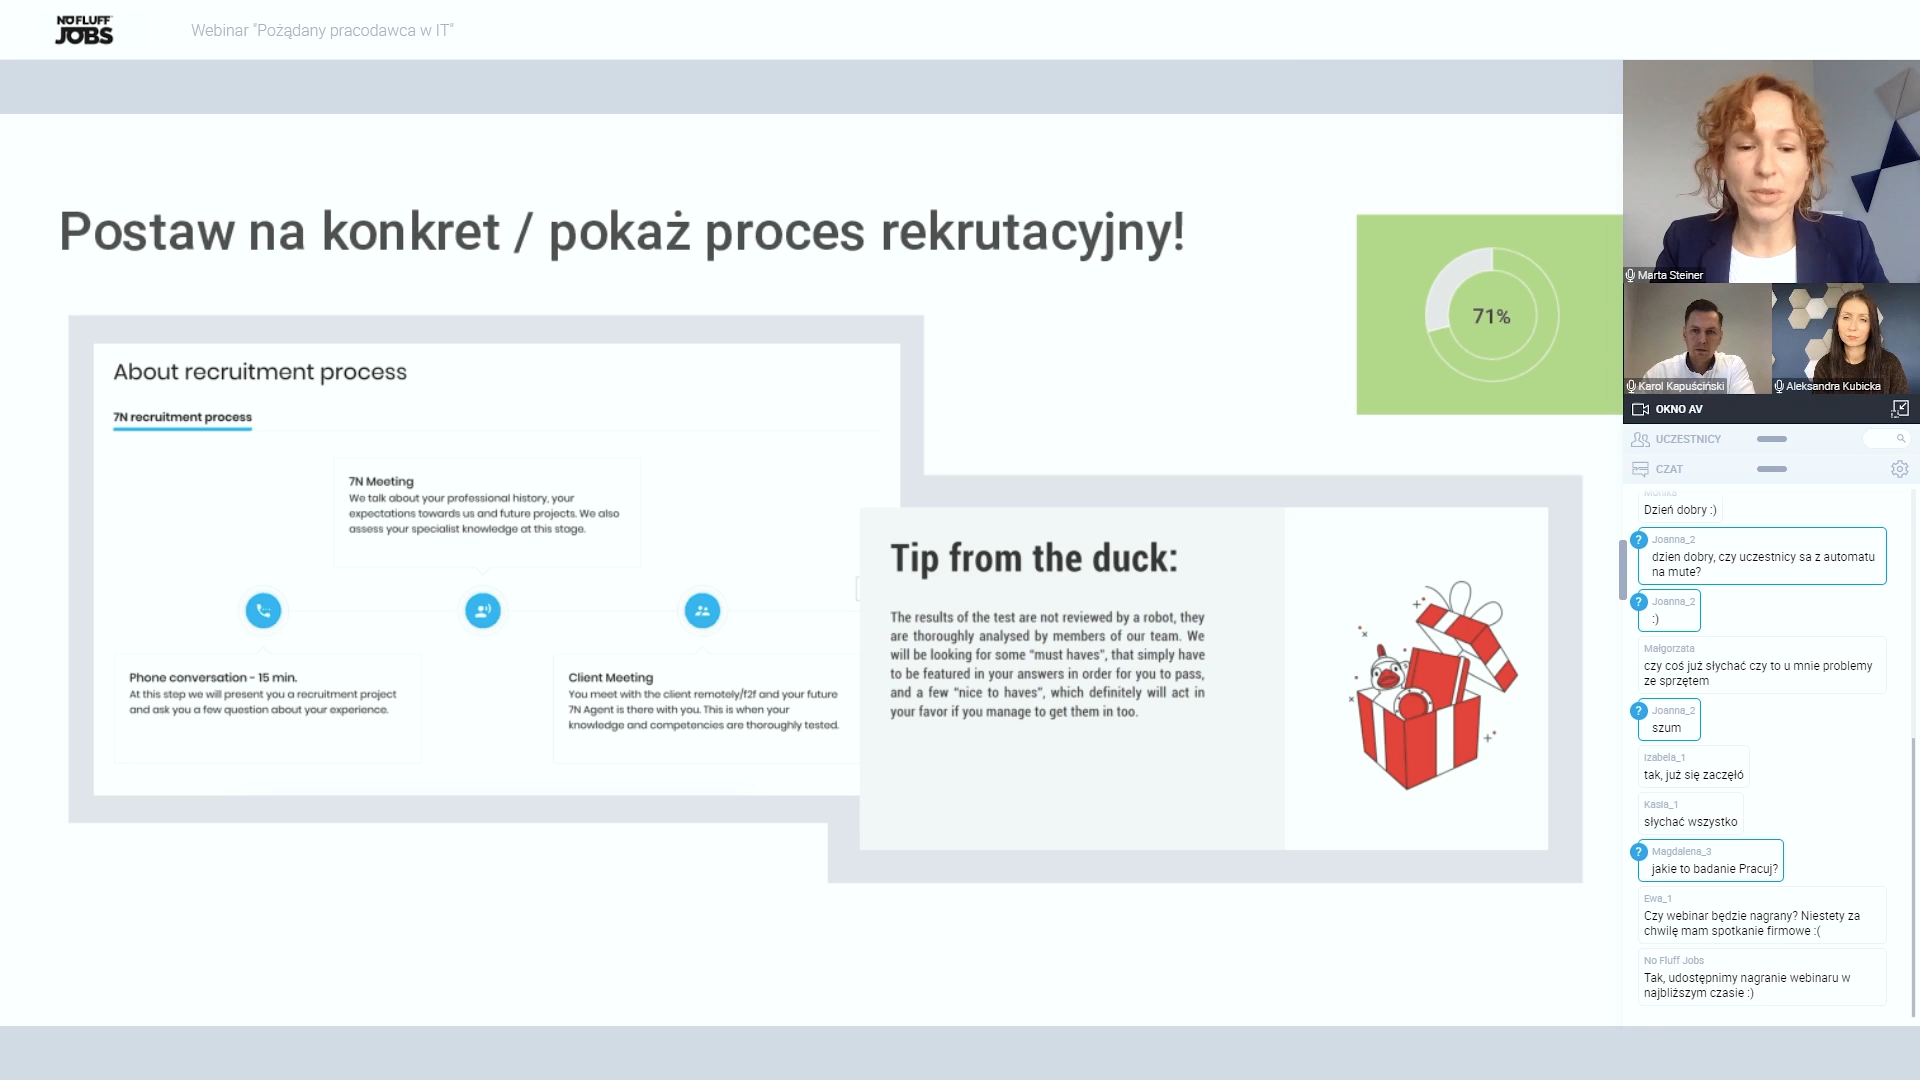 NO FLUFF
JOBS
Webinar "Pożądany pracodawca w IT"
Postaw na konkret / pokaż proces rekrutacyjny!
71%
About recruitment process
7N recruitment process
7N Meeting
We talk about your professional history, your
expectations towards us and future projects. We also
assess your specialist knowledge at this stage.
Phone conversation - 15 min.
At this step we will present you a recruitment project
and ask you a few question about your experience.
Client Meeting
You meet with the client remotely/f2f and your future
7N Agent is there with you. This is when your
knowledge and competencies are thoroughly tested.
Tip from the duck:
The results of the test are not reviewed by a robot, they
are thoroughly analysed by members of our team. We
will be looking for some “must haves”, that simply have
to be featured in your answers in order for you to pass,
and a few “nice to haves”, which definitely will act in
your favor if you manage to get them in too.
Marta Steiner
Karol Kapuściński
Aleksandra Kubicka
OKNO AV
UCZESTNICY
CZAT
Monika
Dzień dobry :)
?
Joanna_2
dzien dobry, czy uczestnicy sa z automatu
na mute?
?
Joanna_2
:)
Małgorzata
czy coś już słychać czy to u mnie problemy
ze sprzętem
?
Joanna_2
szum
Izabela_1
tak, już się zaczęłó
Kasia_1
słychać wszystko
?
Magdalena_3
jakie to badanie Pracuj?
Ewa_1
Czy webinar będzie nagrany? Niestety za
chwilę mam spotkanie firmowe :(
No Fluff Jobs
Tak, udostępnimy nagranie webinaru w
najbliższym czasie :)